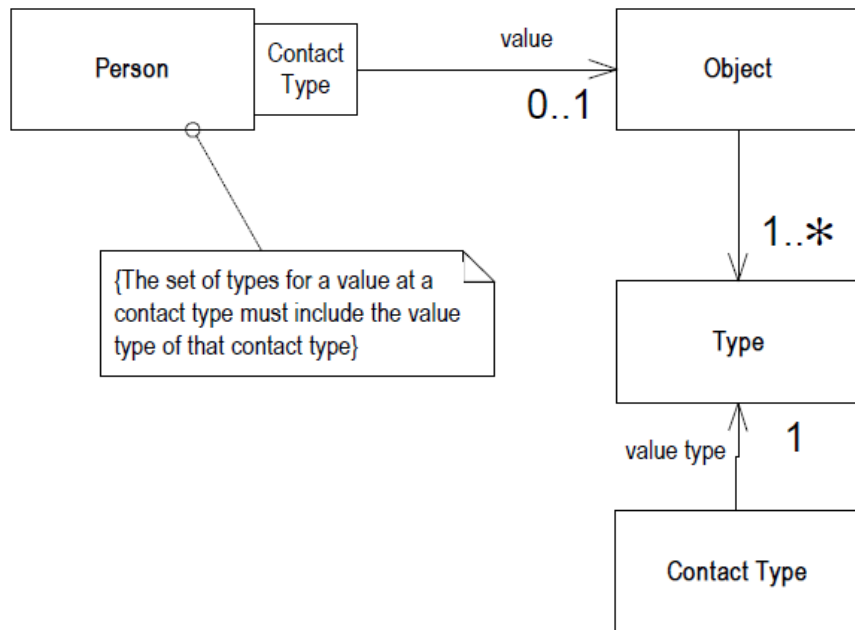 Person
Contact
Type
value
0..1
Object
1..*
{The set of types for a value at a
contact type must include the value
type of that contact type}
Type
value type
1
Contact Type